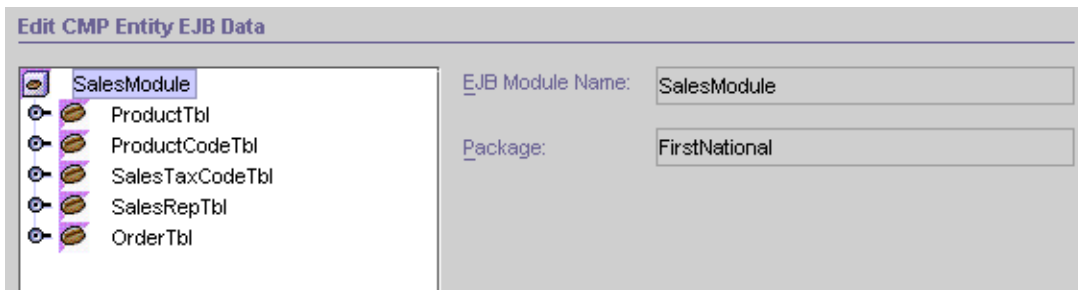 Edit CMP Entity EJB Data
SalesModule
ProductTbl
ProductCodeTbl
SalesTaxCodeTbl
SalesRepTbl
OrderTbl
EJB Module Name: SalesModule
Package: FirstNational